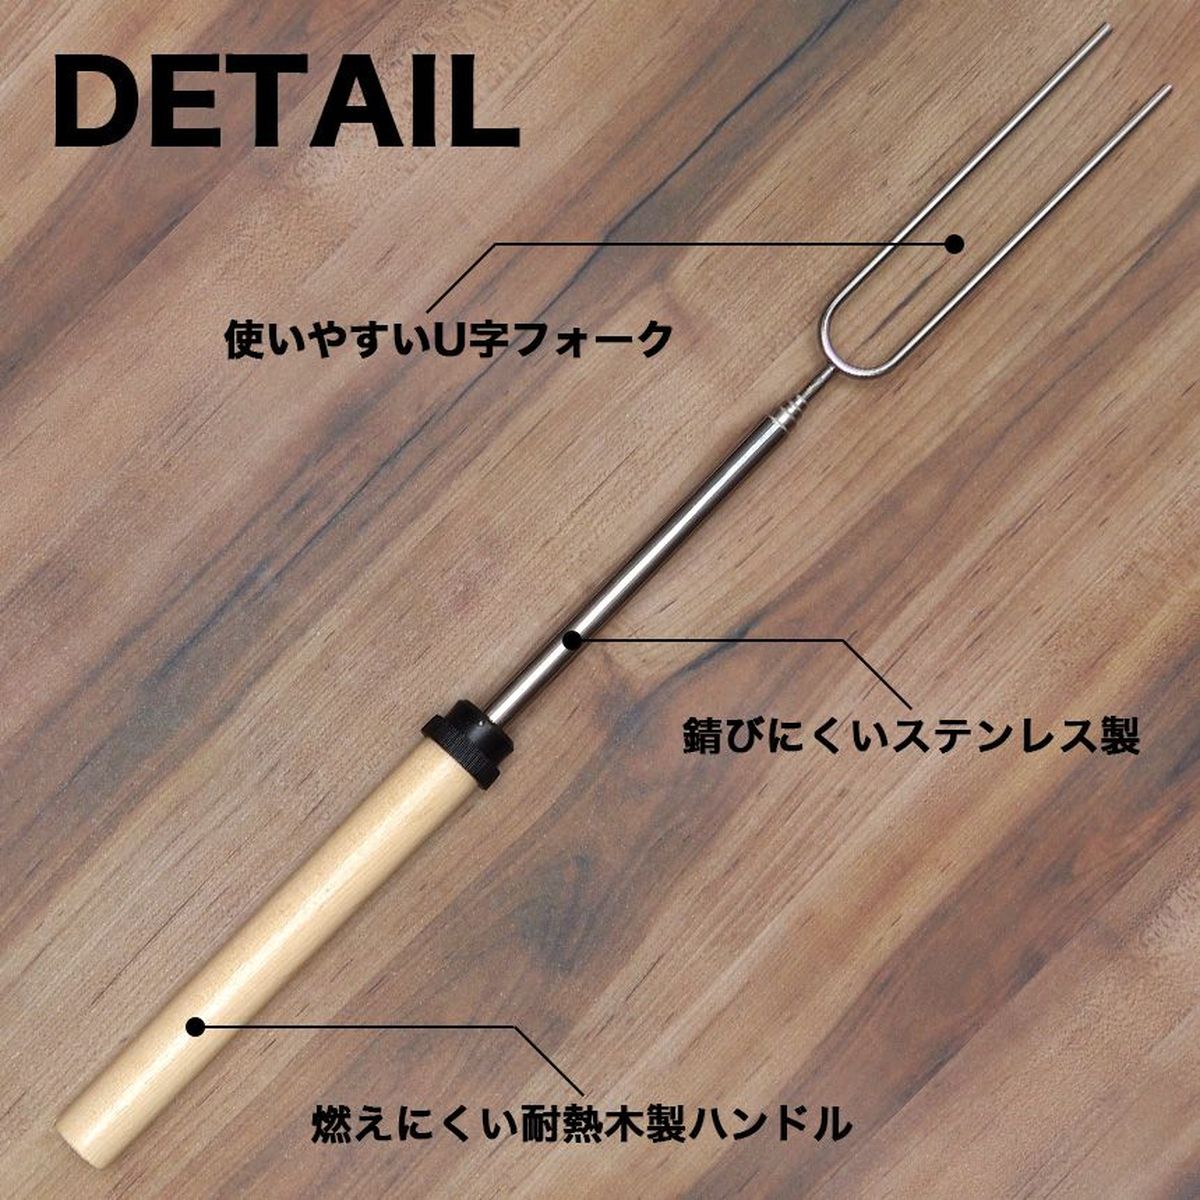 DETAIL
使いやすいU字フォーク
錆びにくいステンレス製
燃えにくい耐熱木製ハンドル